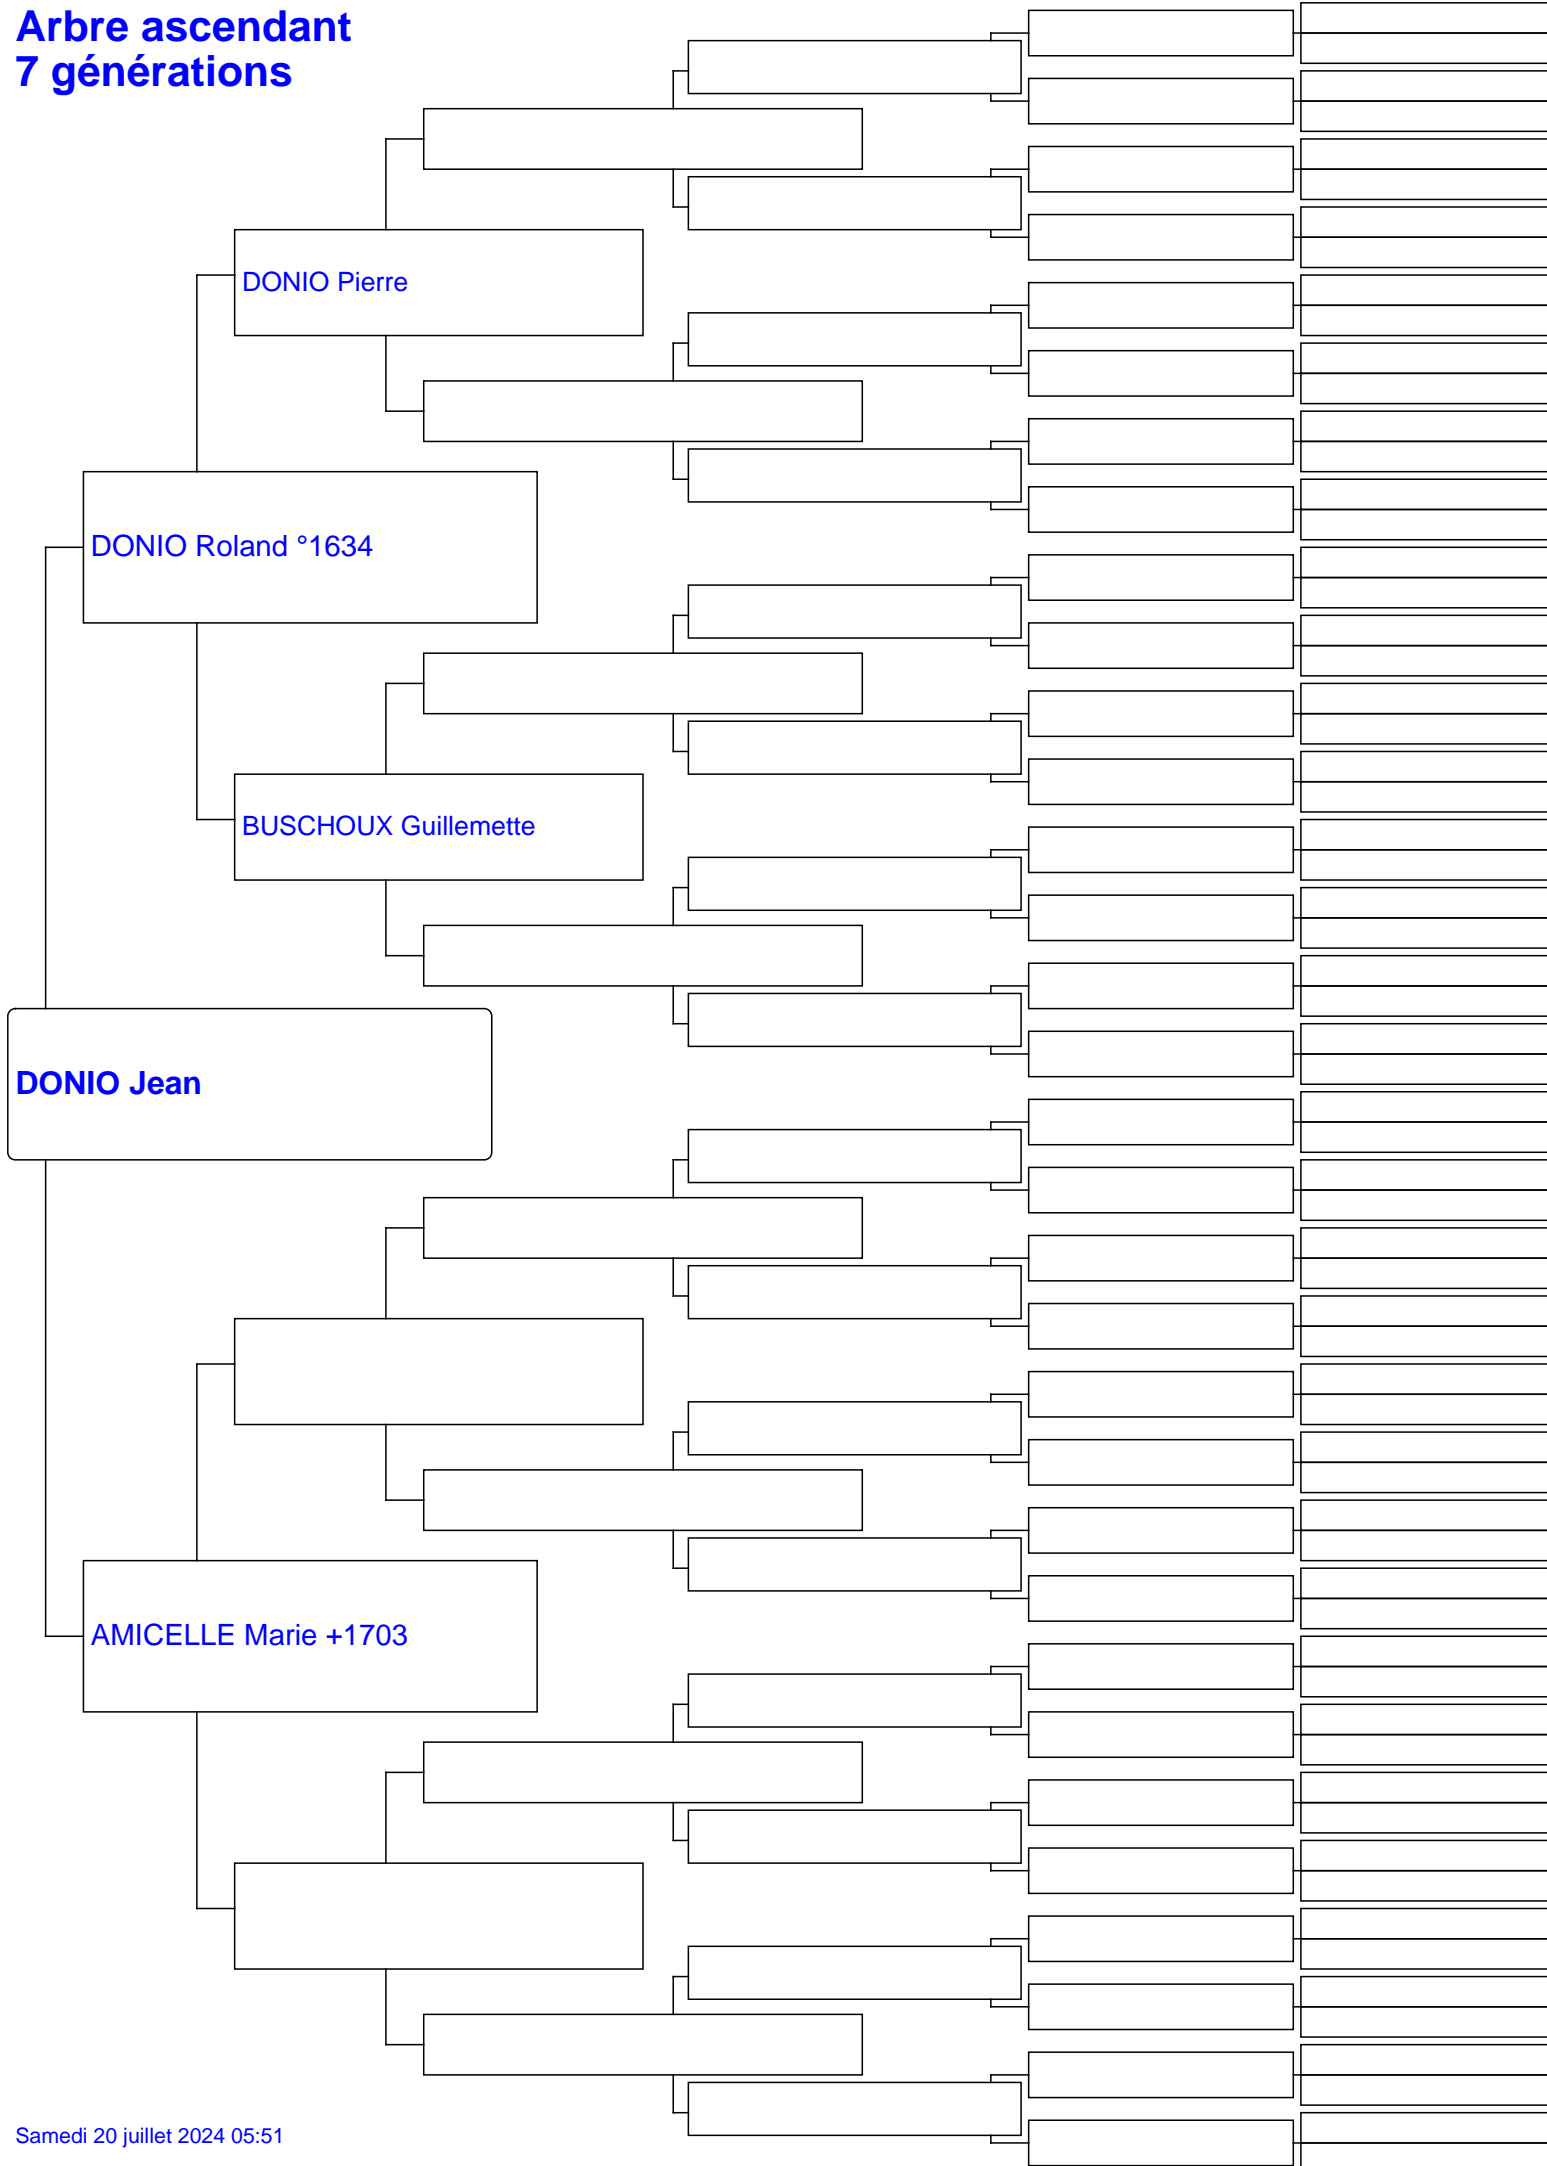 Arbre ascendant
7 générations
DONIO Pierre
DONIO Roland °1634
BUSCHOUX Guillemette
DONIO Jean
AMICELLE Marie +1703
Samedi 20 juillet 2024 05:51